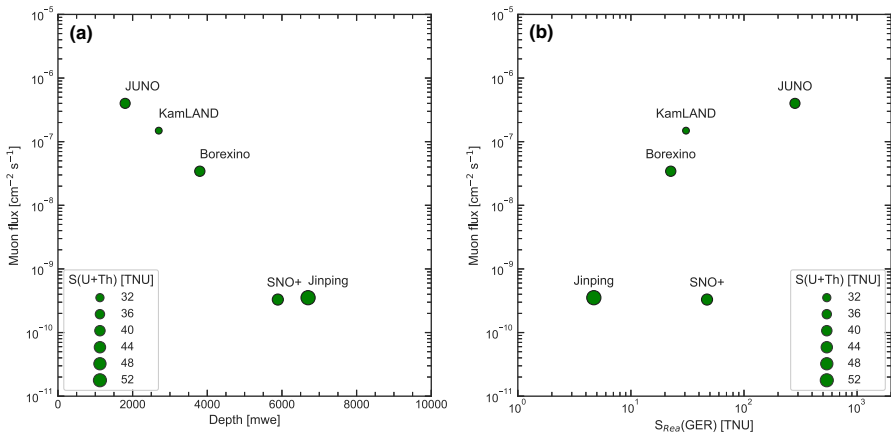 (a)
Muon flux [cm⁻² s⁻¹]
10⁻⁵
10⁻⁶
10⁻⁷
10⁻⁸
10⁻⁹
10⁻¹⁰
10⁻¹¹
JUNO
KamLAND
Borexino
SNO+
Jinping
S(U+Th) [TNU]
32
36
40
44
48
52
0 2000 4000 6000 8000 10000
Depth [mwe]
(b)
Muon flux [cm⁻² s⁻¹]
10⁻⁵
10⁻⁶
10⁻⁷
10⁻⁸
10⁻⁹
10⁻¹⁰
10⁻¹¹
JUNO
KamLAND
Borexino
Jinping
SNO+
S(U+Th) [TNU]
32
36
40
44
48
52
10⁰ 10¹ 10² 10³
S_Rea(GER) [TNU]